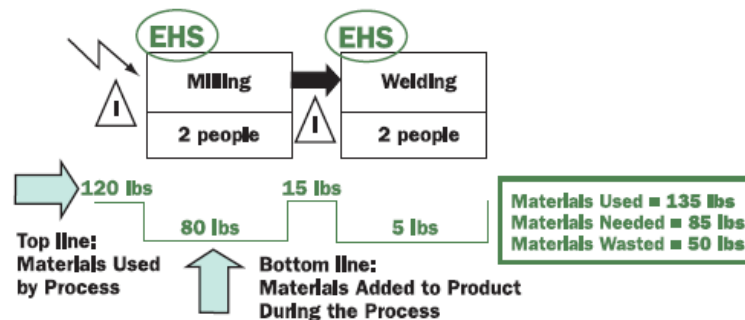 EHS
EHS
Milling
Welding
I
I
2 people
2 people
120 lbs
15 lbs
80 lbs
5 lbs
Materials Used = 135 lbs
Materials Needed = 85 lbs
Materials Wasted = 50 lbs
Top line:
Materials Used
by Process
Bottom line:
Materials Added to Product
During the Process